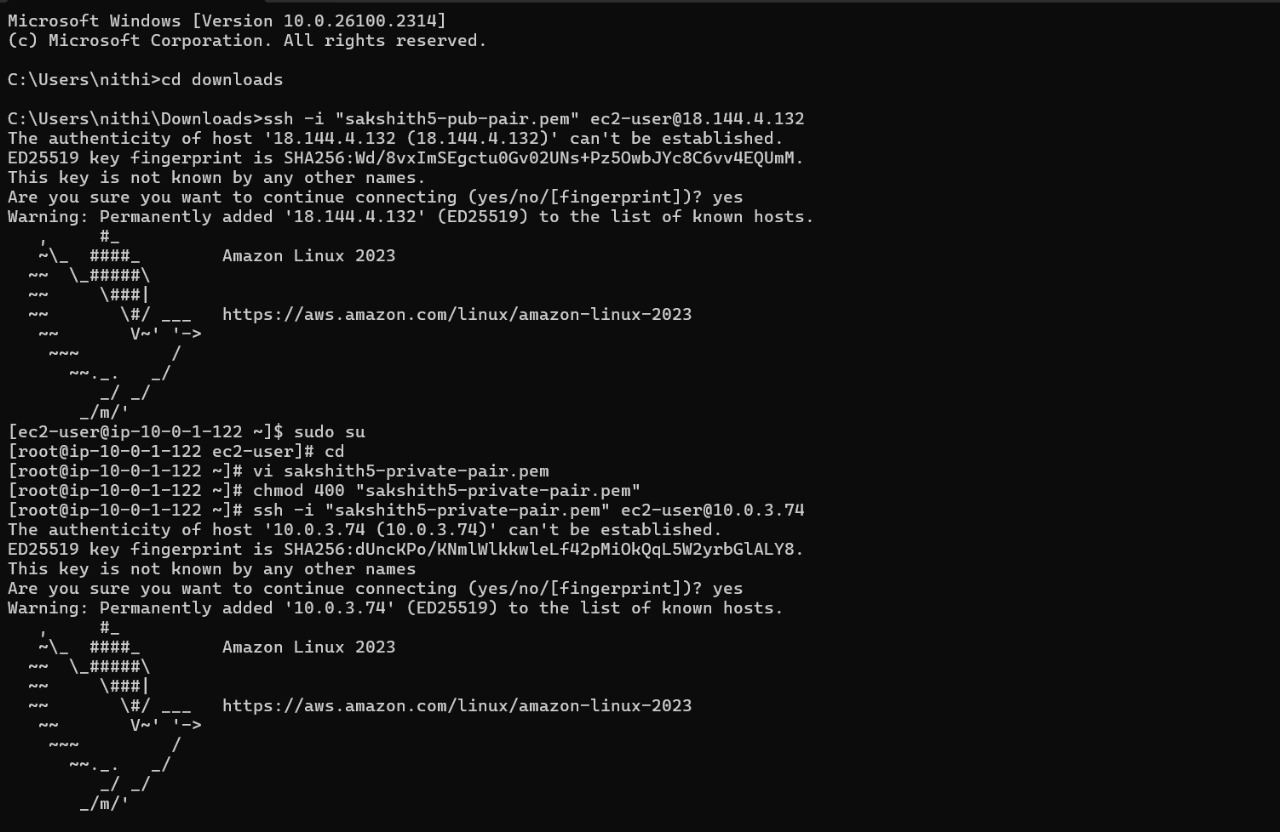 Microsoft Windows [Version 10.0.26100.2314]
(c) Microsoft Corporation. All rights reserved.

C:\Users\nithi>cd downloads

C:\Users\nithi\Downloads>ssh -i "sakshith5-pub-pair.pem" ec2-user@18.144.4.132
The authenticity of host '18.144.4.132 (18.144.4.132)' can't be established.
ED25519 key fingerprint is SHA256:Wd/8vxImSEgctu0Gv02UNs+Pz5OwbJYc8C6vv4EQUmM.
This key is not known by any other names.
Are you sure you want to continue connecting (yes/no/[fingerprint])? yes
Warning: Permanently added '18.144.4.132' (ED25519) to the list of known hosts.
   ,     #_
   ~\_  ####_        Amazon Linux 2023
  ~~  \_#####\
  ~~     \###|
  ~~       \#/ ___   https://aws.amazon.com/linux/amazon-linux-2023
   ~~       V~' '->
    ~~~         /
      ~~._.   _/
         _/ _/
       _/m/'
[ec2-user@ip-10-0-1-122 ~]$ sudo su
[root@ip-10-0-1-122 ec2-user]# cd
[root@ip-10-0-1-122 ~]# vi sakshith5-private-pair.pem
[root@ip-10-0-1-122 ~]# chmod 400 "sakshith5-private-pair.pem"
[root@ip-10-0-1-122 ~]# ssh -i "sakshith5-private-pair.pem" ec2-user@10.0.3.74
The authenticity of host '10.0.3.74 (10.0.3.74)' can't be established.
ED25519 key fingerprint is SHA256:dUncKPo/KNmlWlkkwleLf42pMiOkQqL5W2yrbGlALY8.
This key is not known by any other names
Are you sure you want to continue connecting (yes/no/[fingerprint])? yes
Warning: Permanently added '10.0.3.74' (ED25519) to the list of known hosts.
   ,     #_
   ~\_  ####_        Amazon Linux 2023
  ~~  \_#####\
  ~~     \###|
  ~~       \#/ ___   https://aws.amazon.com/linux/amazon-linux-2023
   ~~       V~' '->
    ~~~         /
      ~~._.   _/
         _/ _/
       _/m/'